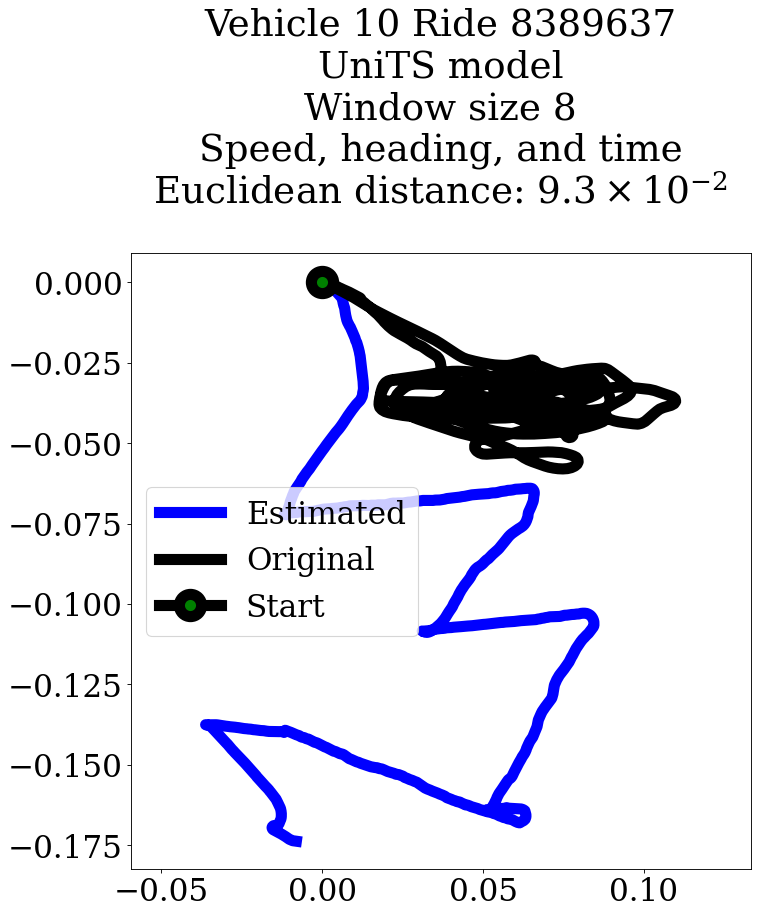 Vehicle 10 Ride 8389637
UniTS model
Window size 8
Speed, heading, and time
Euclidean distance: 9.3 × 10⁻²
0.000
−0.025
−0.050
−0.075
−0.100
−0.125
−0.150
−0.175
Estimated
Original
Start
−0.05 0.00 0.05 0.10